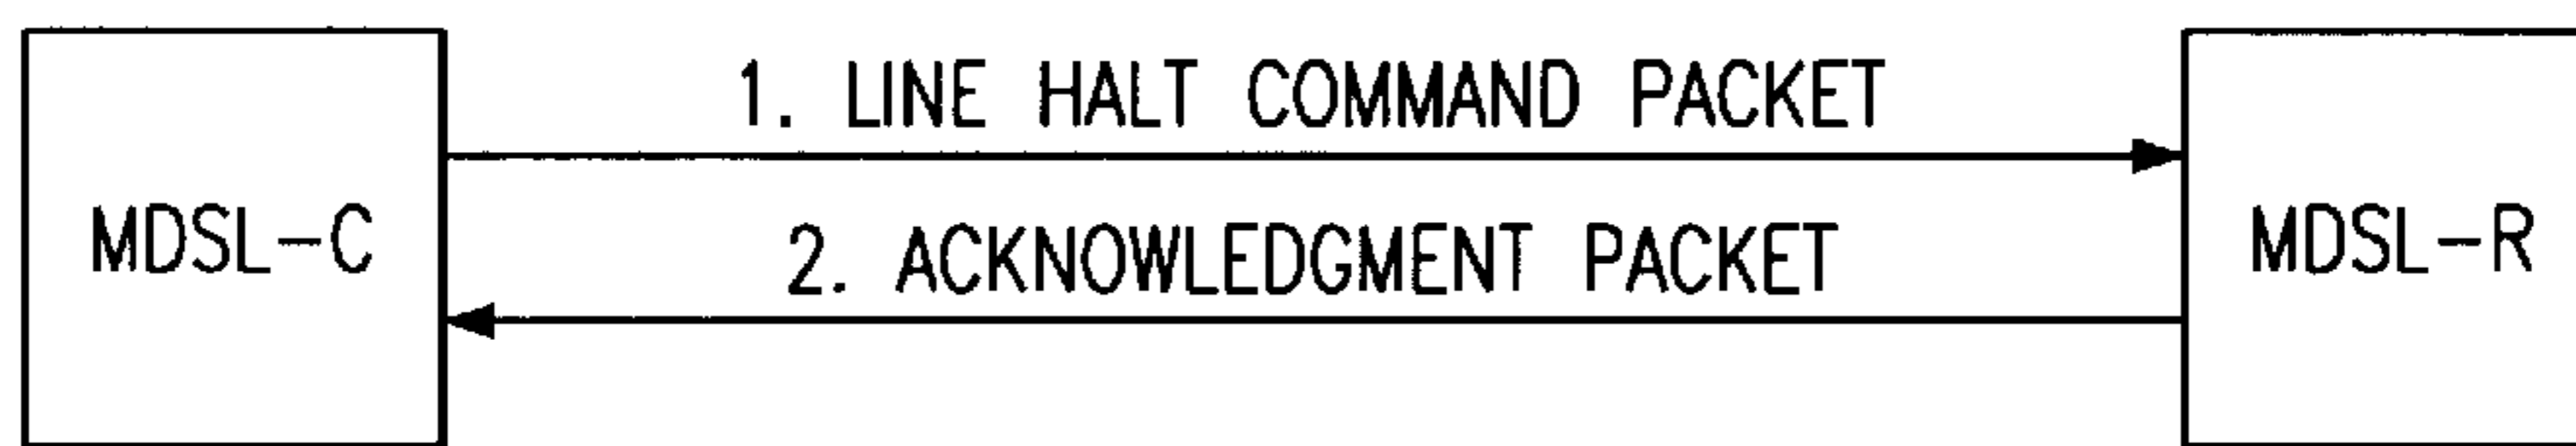 MDSL-C
1. LINE HALT COMMAND PACKET
2. ACKNOWLEDGMENT PACKET
MDSL-R